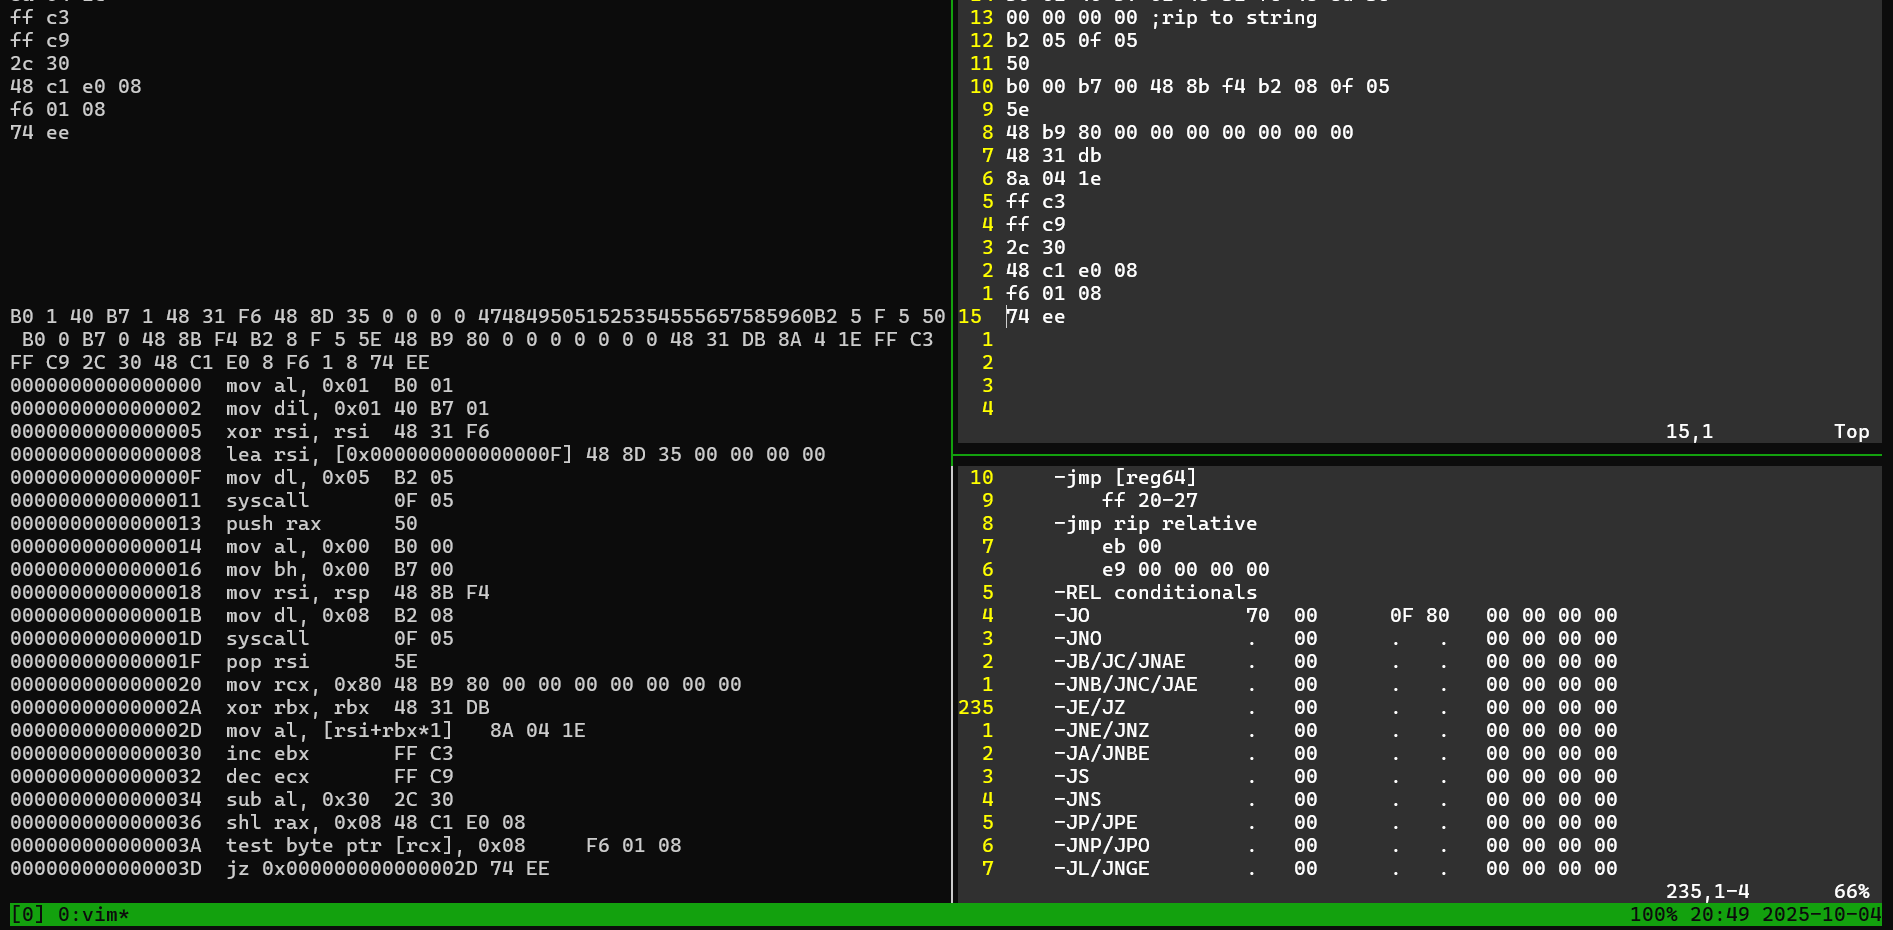 ff c3
ff c9
2c 30
48 c1 e0 08
f6 01 08
74 ee
B0 1 40 B7 1 48 31 F6 48 8D 35 0 0 0 0 4748495051525354555657585960B2 5 F 5 50
B0 0 B7 0 48 8B F4 B2 8 F 5 5E 48 B9 80 0 0 0 0 0 0 0 48 31 DB 8A 4 1E FF C3
FF C9 2C 30 48 C1 E0 8 F6 1 8 74 EE
0000000000000000  mov al, 0x01  B0 01
0000000000000002  mov dil, 0x01 40 B7 01
0000000000000005  xor rsi, rsi  48 31 F6
0000000000000008  lea rsi, [0x000000000000000F] 48 8D 35 00 00 00 00
000000000000000F  mov dl, 0x05  B2 05
0000000000000011  syscall       0F 05
0000000000000013  push rax      50
0000000000000014  mov al, 0x00  B0 00
0000000000000016  mov bh, 0x00  B7 00
0000000000000018  mov rsi, rsp  48 8B F4
000000000000001B  mov dl, 0x08  B2 08
000000000000001D  syscall       0F 05
000000000000001F  pop rsi       5E
0000000000000020  mov rcx, 0x80 48 B9 80 00 00 00 00 00 00 00
000000000000002A  xor rbx, rbx  48 31 DB
000000000000002D  mov al, [rsi+rbx*1]   8A 04 1E
0000000000000030  inc ebx       FF C3
0000000000000032  dec ecx       FF C9
0000000000000034  sub al, 0x30  2C 30
0000000000000036  shl rax, 0x08 48 C1 E0 08
000000000000003A  test byte ptr [rcx], 0x08     F6 01 08
000000000000003D  jz 0x000000000000002D 74 EE
13 00 00 00 00 ;rip to string
12 b2 05 0f 05
11 50
10 b0 00 b7 00 48 8b f4 b2 08 0f 05
9 5e
8 48 b9 80 00 00 00 00 00 00 00
7 48 31 db
6 8a 04 1e
5 ff c3
4 ff c9
3 2c 30
2 48 c1 e0 08
1 f6 01 08
15 74 ee
1
2
3
4
15,1 Top
10 -jmp [reg64]
9 ff 20-27
8 -jmp rip relative
7 eb 00
6 e9 00 00 00 00
5 -REL conditionals
4 -JO 70 00 0F 80 00 00 00 00
3 -JNO . 00 . . 00 00 00 00
2 -JB/JC/JNAE . 00 . . 00 00 00 00
1 -JNB/JNC/JAE . 00 . . 00 00 00 00
235 -JE/JZ . 00 . . 00 00 00 00
1 -JNE/JNZ . 00 . . 00 00 00 00
2 -JA/JNBE . 00 . . 00 00 00 00
3 -JS . 00 . . 00 00 00 00
4 -JNS . 00 . . 00 00 00 00
5 -JP/JPE . 00 . . 00 00 00 00
6 -JNP/JPO . 00 . . 00 00 00 00
7 -JL/JNGE . 00 . . 00 00 00 00
235,1-4 66%
[0] 0:vim* 100% 20:49 2025-10-04